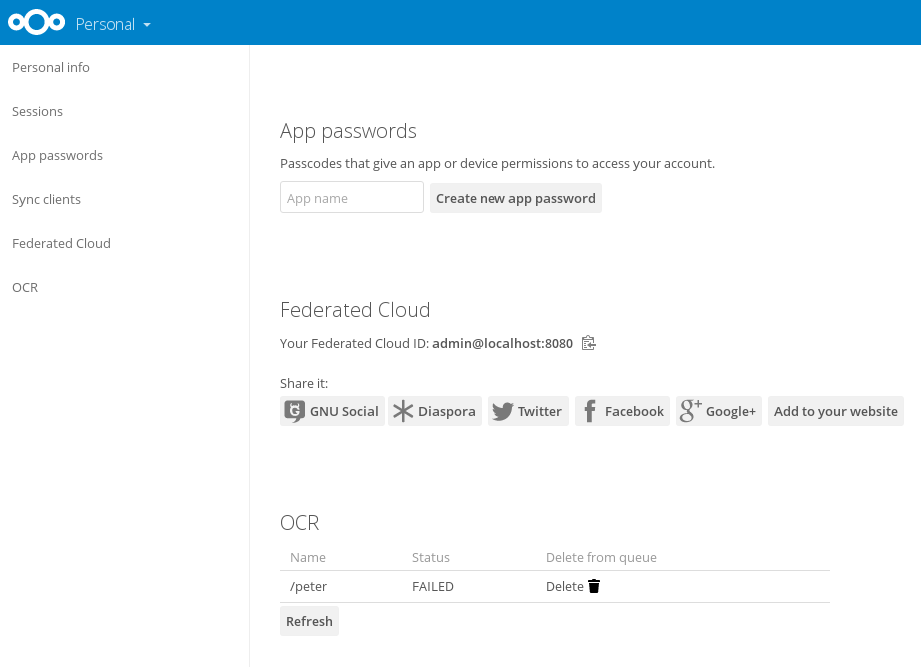 Personal
Personal info
Sessions
App passwords
Sync clients
Federated Cloud
OCR
App passwords
Passcodes that give an app or device permissions to access your account.
App name Create new app password
Federated Cloud
Your Federated Cloud ID: admin@localhost:8080
Share it:
GNU Social Diaspora Twitter Facebook Google+ Add to your website
OCR
Name Status Delete from queue
/peter FAILED Delete
Refresh